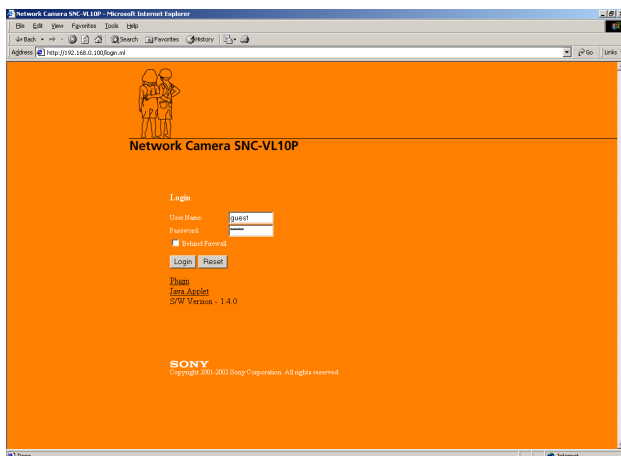 Network Camera SNC-VL10P - Microsoft Internet Explorer
File Edit View Favorites Tools Help
Back Search Favorites History
Address http://192.168.0.100/login.ml Go Links
Network Camera SNC-VL10P
Login
User Name: guest
Password:
Behind Firewall
Login Reset
Plugin
Java Applet
S/W Version - 1.4.0
SONY
Copyright 2001-2002 Sony Corporation. All rights reserved.
Done Internet